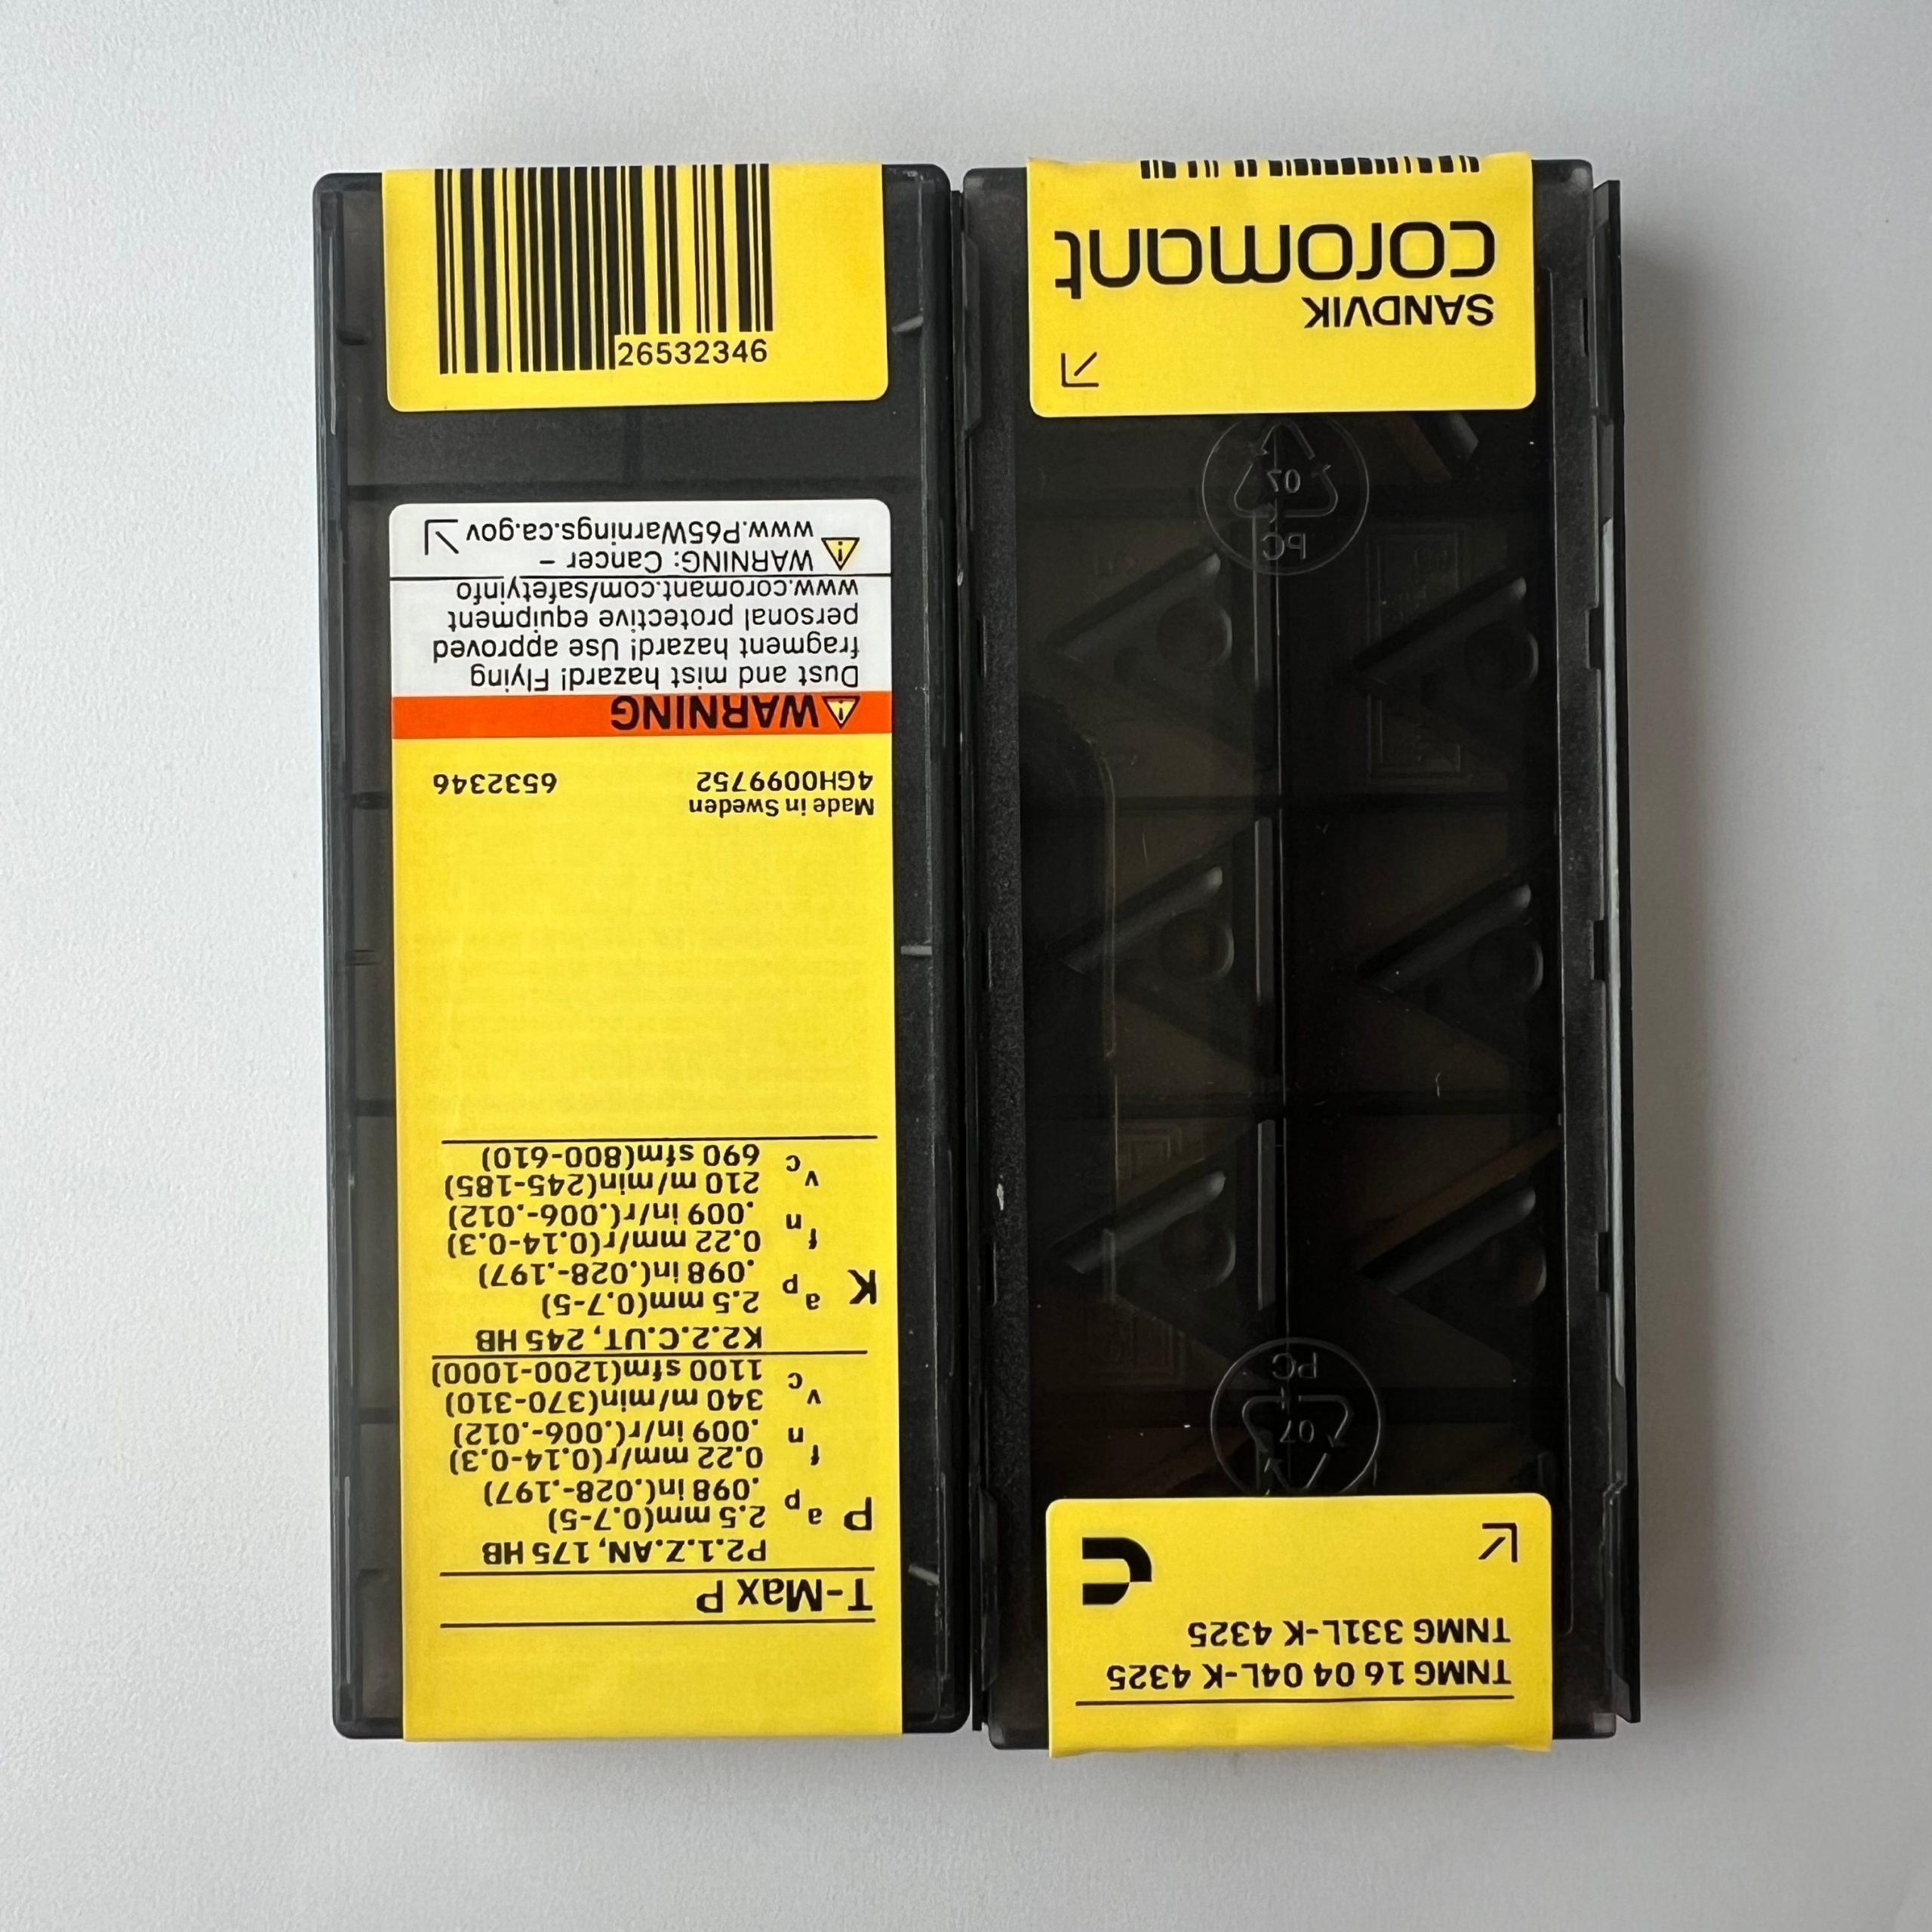 26532346
T-Max P
P2.1.Z.AN, 175 HB
P
ap 2.5 mm(0.7-5)
.098 in(.028-.197)
fn 0.22 mm/r(0.14-0.3)
.009 in/r(.006-.012)
vc 340 m/min(370-310)
1100 sfm(1200-1000)
K2.2.C.UT, 245 HB
K
ap 2.5 mm(0.7-5)
.098 in(.028-.197)
fn 0.22 mm/r(0.14-0.3)
.009 in/r(.006-.012)
vc 210 m/min(245-185)
690 sfm(800-610)
Made in Sweden
4GH0099752 6532346
WARNING
Dust and mist hazard! Flying
fragment hazard! Use approved
personal protective equipment
www.coromant.com/safetyinfo
WARNING: Cancer –
www.P65Warnings.ca.gov
TNMG 16 04 04L-K 4325
TNMG 331L-K 4325
07
PC
07
PC
SANDVIK
coromant